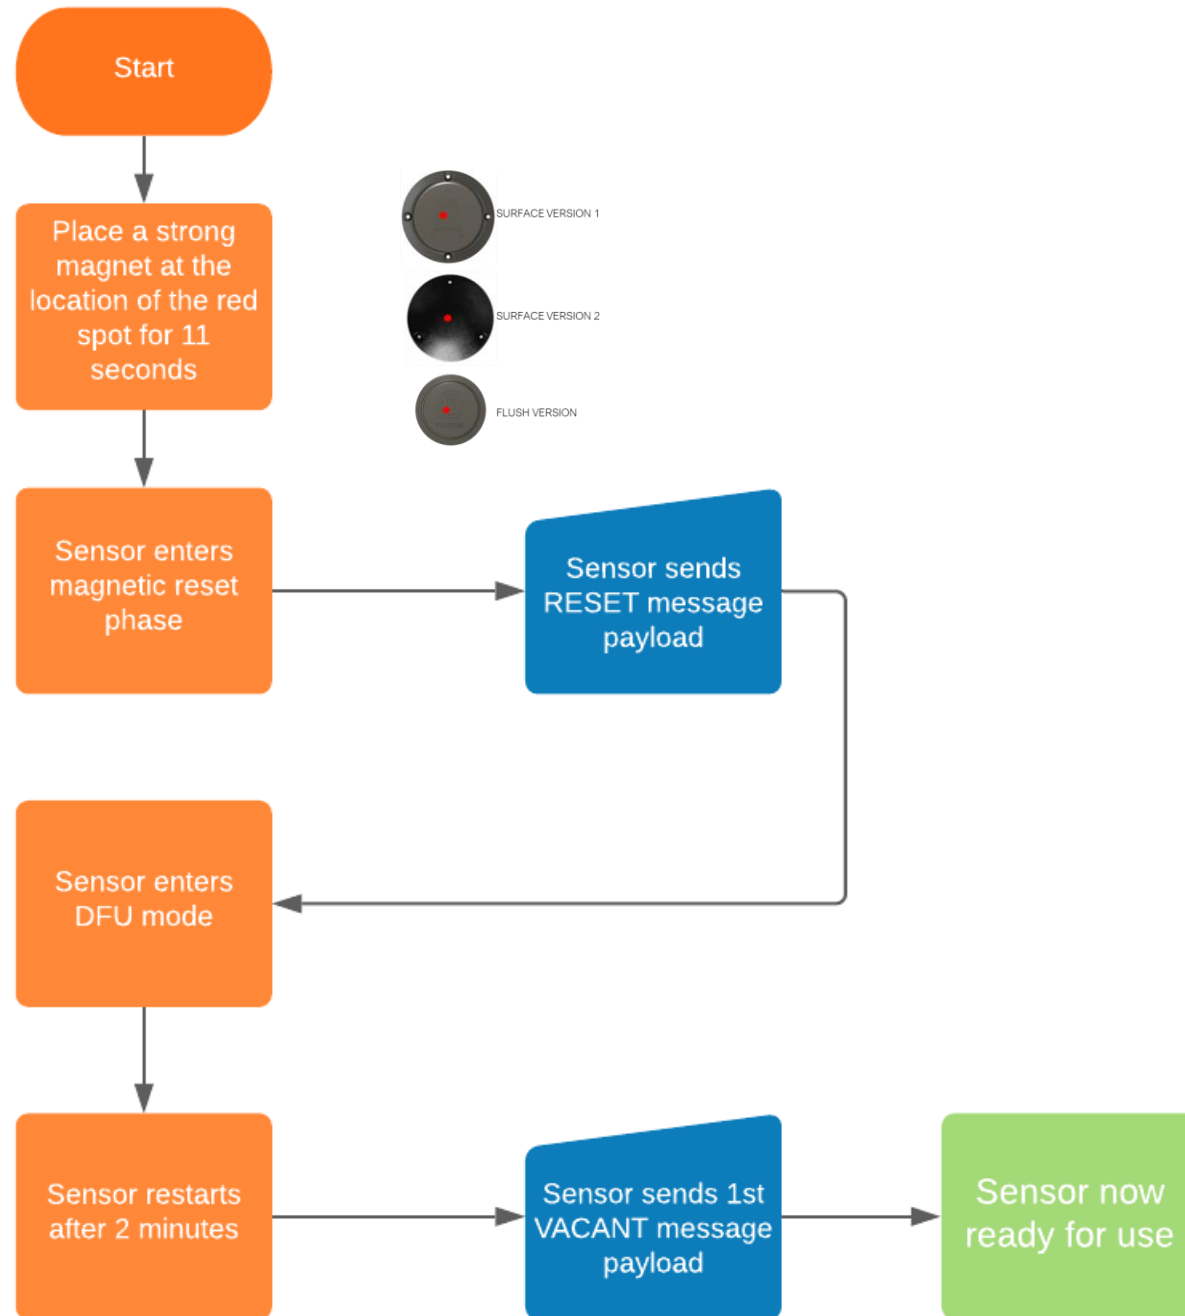 Start
Place a strong
magnet at the
location of the red
spot for 11
seconds
SURFACE VERSION 1
SURFACE VERSION 2
FLUSH VERSION
Sensor enters
magnetic reset
phase
Sensor sends
RESET message
payload
Sensor enters
DFU mode
Sensor restarts
after 2 minutes
Sensor sends 1st
VACANT message
payload
Sensor now
ready for use